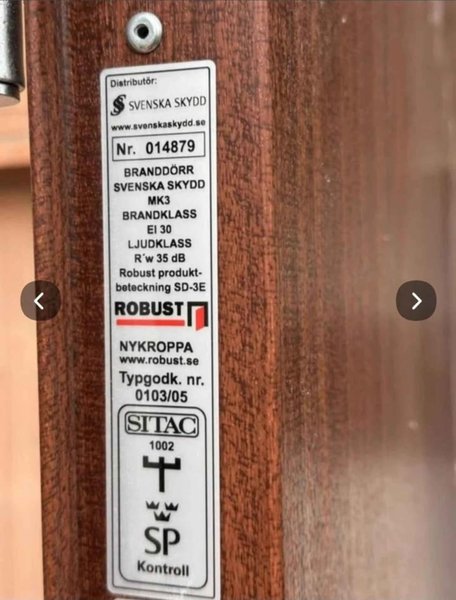 Distributör:
SVENSKA SKYDD
www.svenskaskydd.se
Nr. 014879
BRANDDÖRR
SVENSKA SKYDD
MK3
BRANDKLASS
EI 30
LJUDKLASS
R´w 35 dB
Robust produkt-
beteckning SD-3E
ROBUST
NYKROPPA
www.robust.se
Typgodk. nr.
0103/05
SITAC
1002
SP
Kontroll